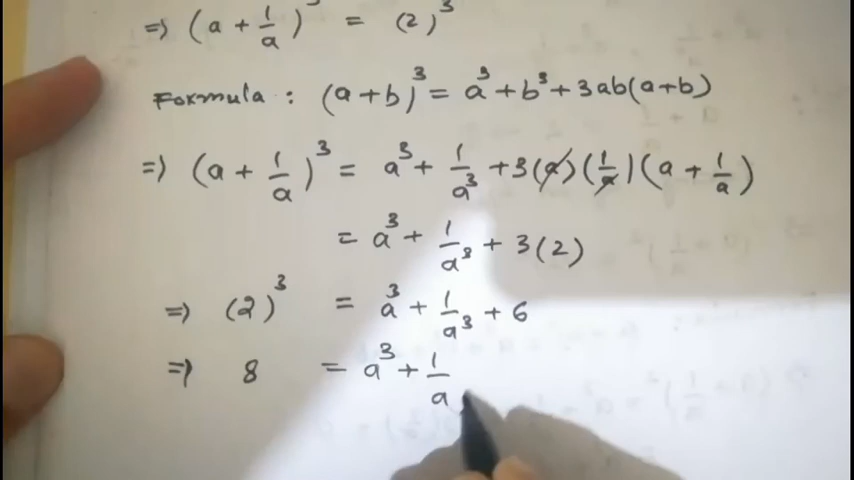 ⇒ (a + 1/a)³ = (2)³
Formula : (a+b)³ = a³ + b³ + 3ab(a+b)
⇒ (a + 1/a)³ = a³ + 1/a³ + 3(a)(1/a)(a + 1/a)
= a³ + 1/a³ + 3(2)
⇒ (2)³ = a³ + 1/a³ + 6
⇒ 8 = a³ + 1/a